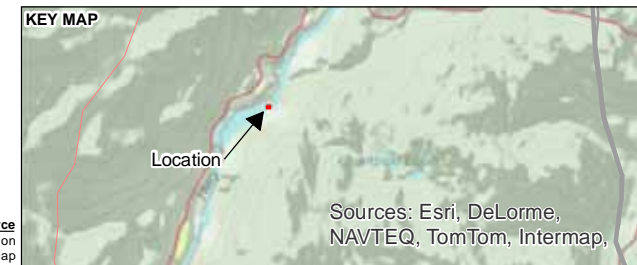 KEY MAP
Location
Sources: Esri, DeLorme,
NAVTEQ, TomTom, Intermap,